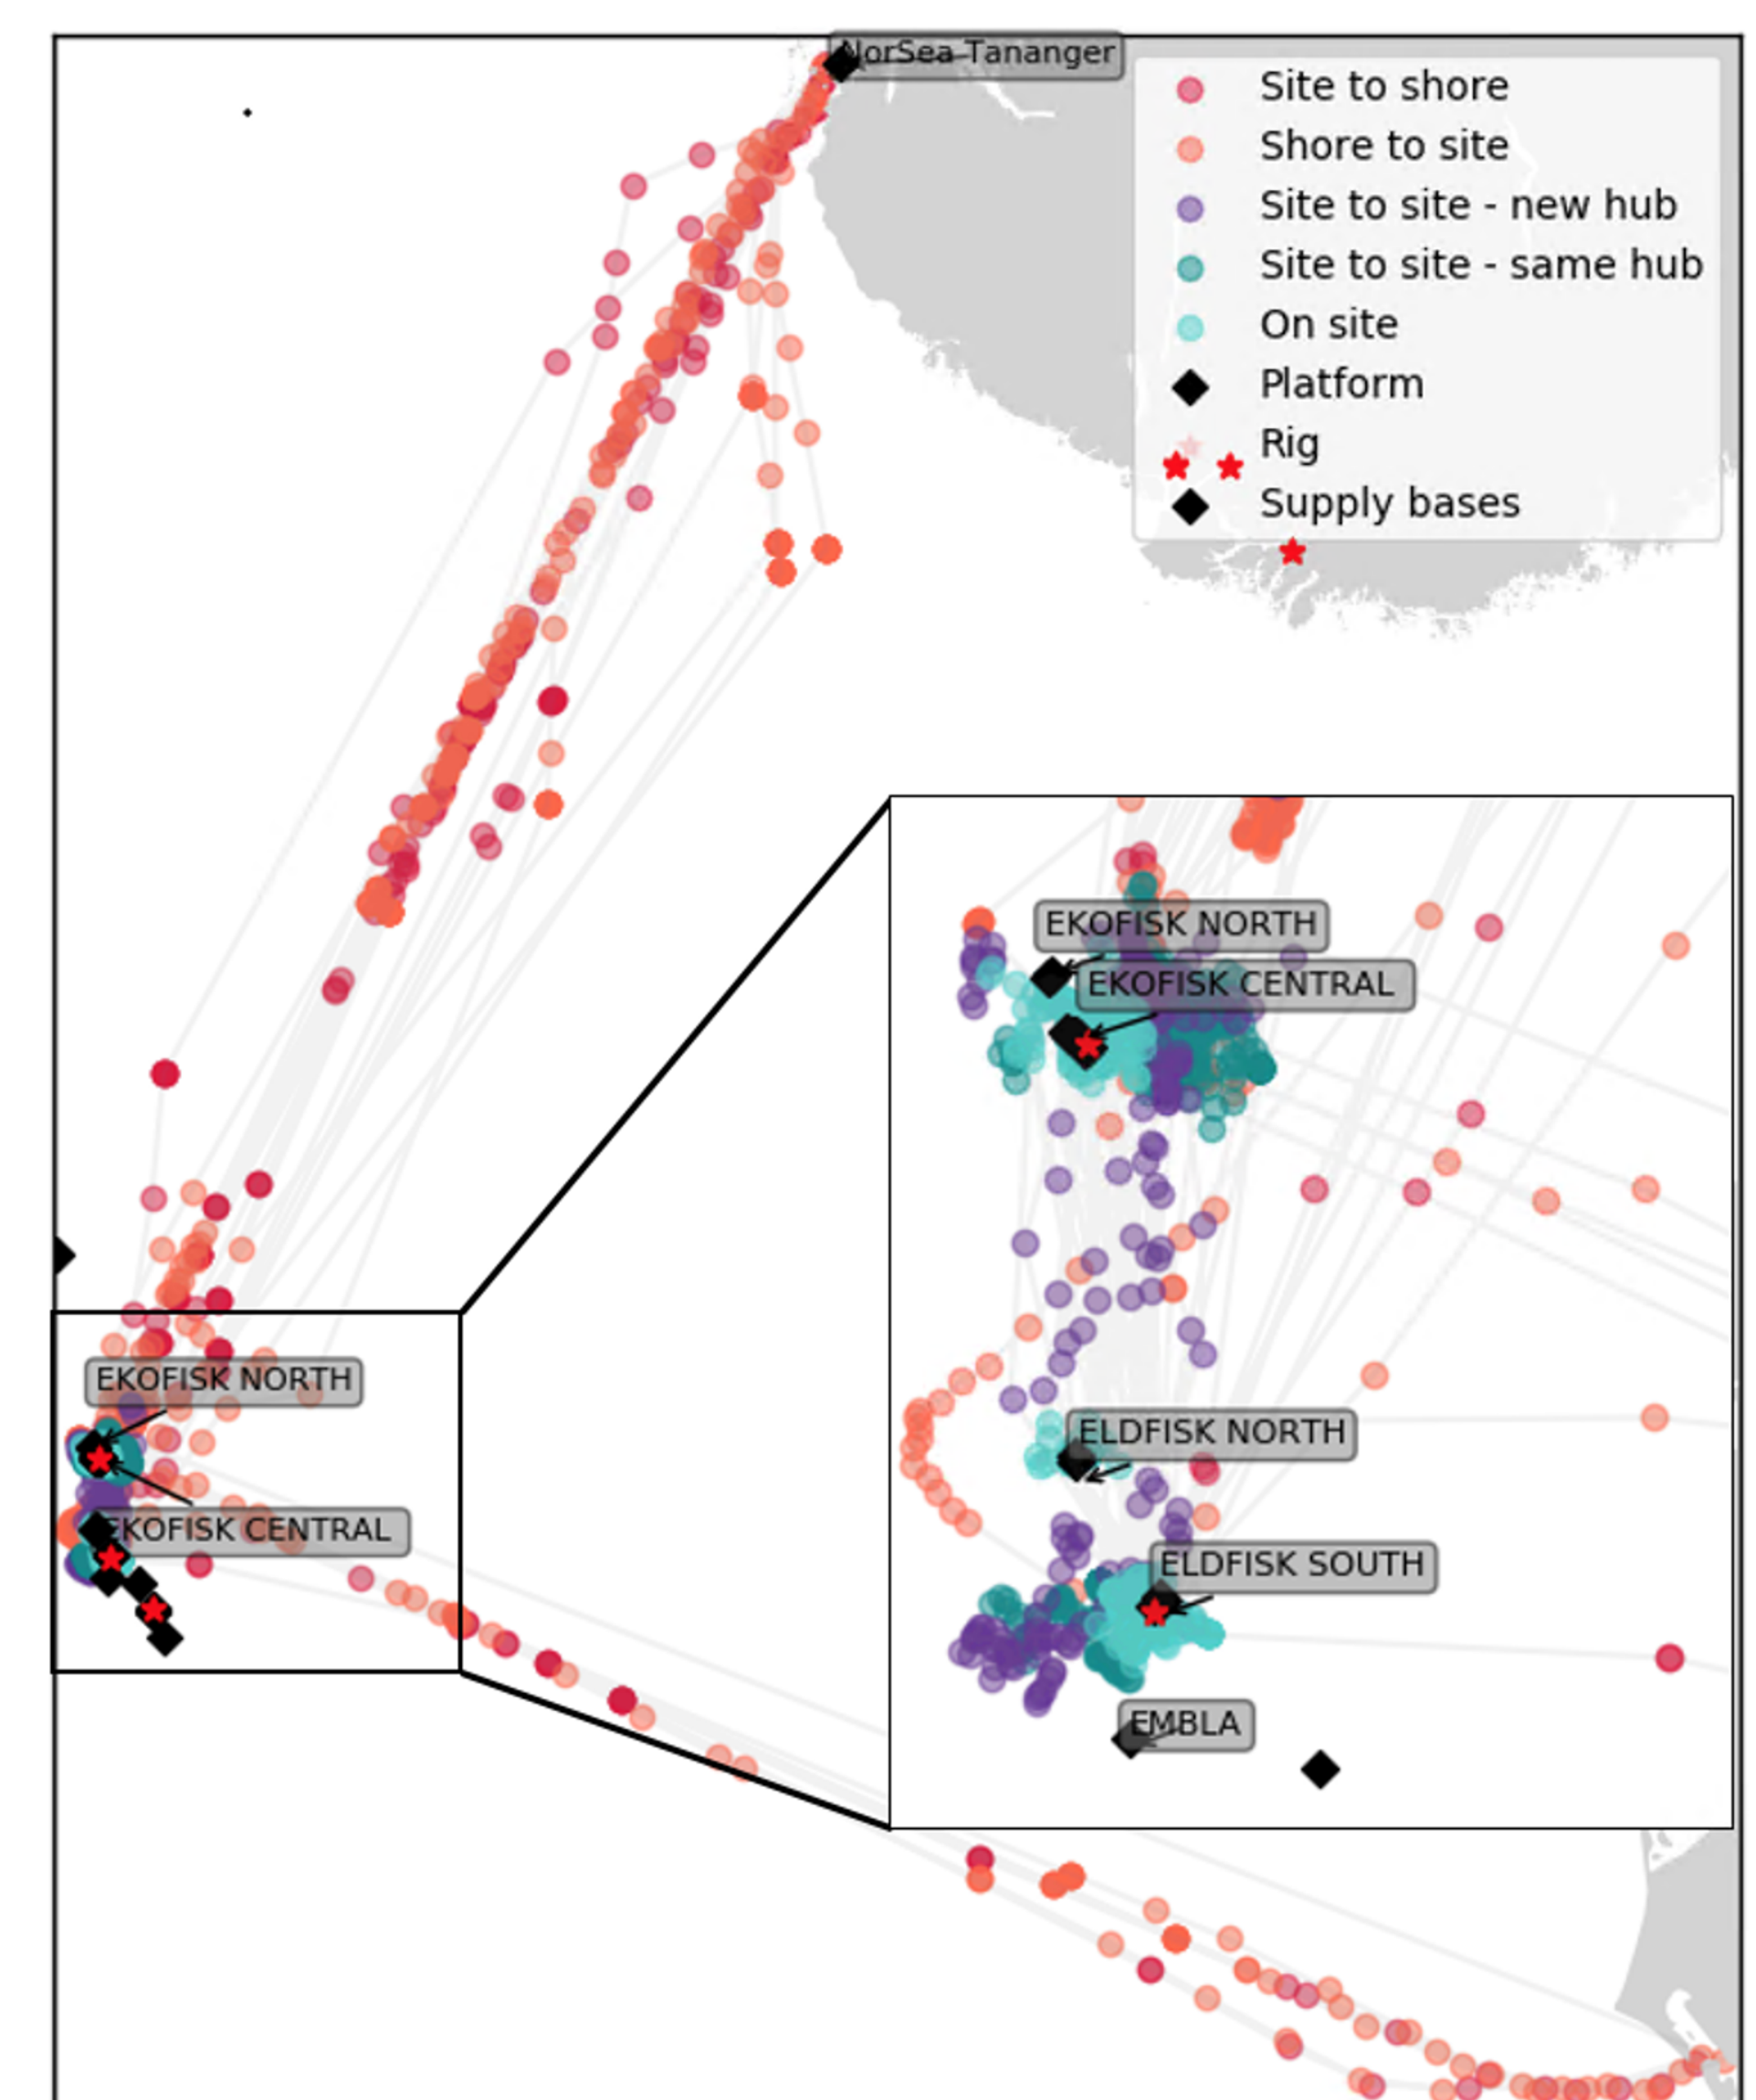 NorSea Tananger
Site to shore
Shore to site
Site to site - new hub
Site to site - same hub
On site
Platform
Rig
Supply bases
EKOFISK NORTH
EKOFISK CENTRAL
ELDFISK NORTH
ELDFISK SOUTH
EMBLA
EKOFISK NORTH
EKOFISK CENTRAL